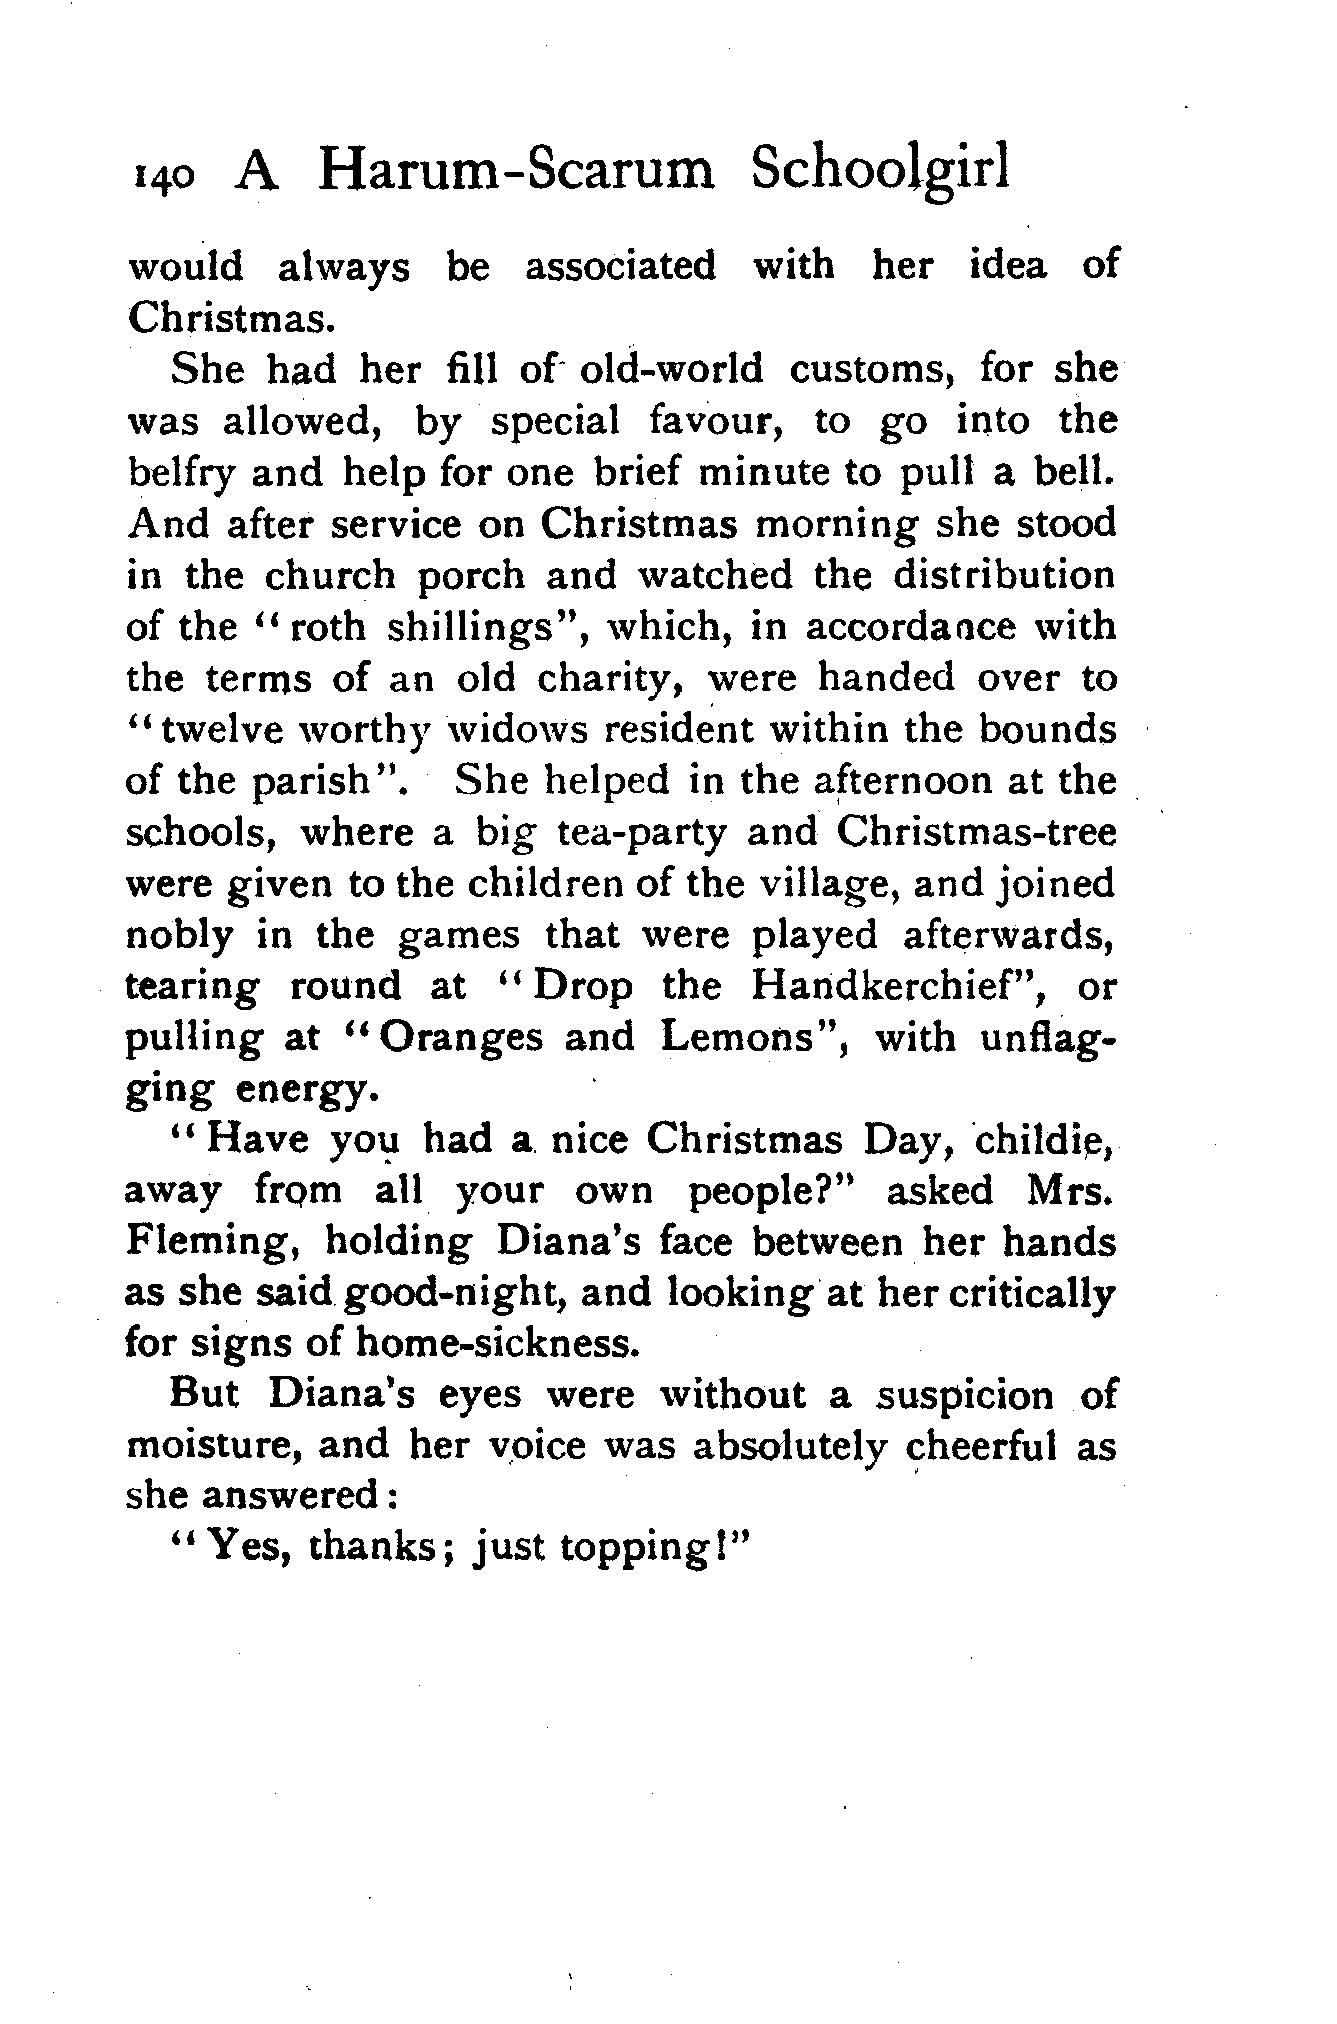 140 A Harum-Scarum Schoolgirl
would always be associated with her idea of
Christmas.
She had her fill of old-world customs, for she
was allowed, by special favour, to go into the
belfry and help for one brief minute to pull a bell.
And after service on Christmas morning she stood
in the church porch and watched the distribution
of the "roth shillings", which, in accordance with
the terms of an old charity, were handed over to
"twelve worthy widows resident within the bounds
of the parish". She helped in the afternoon at the
schools, where a big tea-party and Christmas-tree
were given to the children of the village, and joined
nobly in the games that were played afterwards,
tearing round at "Drop the Handkerchief", or
pulling at "Oranges and Lemons", with unflag-
ging energy.
"Have you had a nice Christmas Day, childie,
away from all your own people?" asked Mrs.
Fleming, holding Diana's face between her hands
as she said good-night, and looking at her critically
for signs of home-sickness.
But Diana's eyes were without a suspicion of
moisture, and her voice was absolutely cheerful as
she answered:
"Yes, thanks; just topping!"